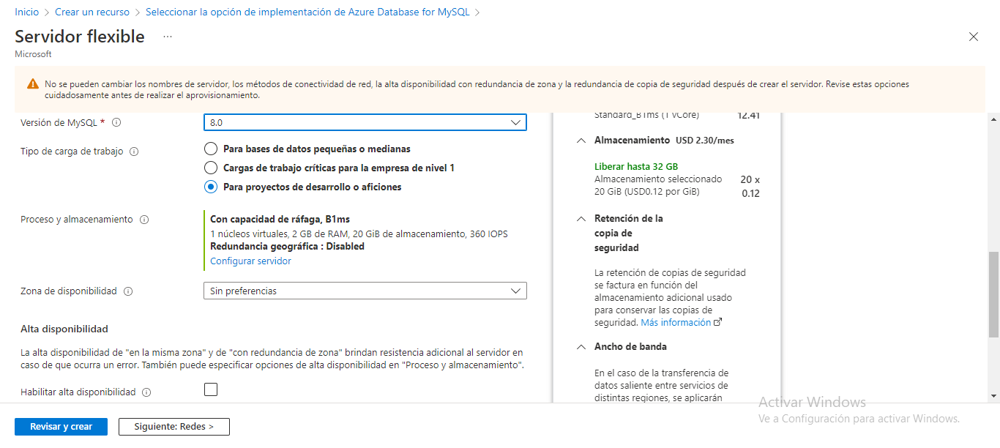 Inicio > Crear un recurso > Seleccionar la opción de implementación de Azure Database for MySQL >
Servidor flexible ...
Microsoft
No se pueden cambiar los nombres de servidor, los métodos de conectividad de red, la alta disponibilidad con redundancia de zona y la redundancia de copia de seguridad después de crear el servidor. Revise estas opciones
cuidadosamente antes de realizar el aprovisionamiento.
Versión de MySQL *
8.0
Tipo de carga de trabajo
Para bases de datos pequeñas o medianas
Cargas de trabajo críticas para la empresa de nivel 1
Para proyectos de desarrollo o aficiones
Proceso y almacenamiento
Con capacidad de ráfaga, B1ms
1 núcleos virtuales, 2 GB de RAM, 20 GiB de almacenamiento, 360 IOPS
Redundancia geográfica : Disabled
Configurar servidor
Zona de disponibilidad
Sin preferencias
Alta disponibilidad
La alta disponibilidad de "en la misma zona" y de "con redundancia de zona" brindan resistencia adicional al servidor en
caso de que ocurra un error. También puede especificar opciones de alta disponibilidad en "Proceso y almacenamiento".
Habilitar alta disponibilidad
Standard_B1ms (1 vCore) 12.41
Almacenamiento USD 2.30/mes
Liberar hasta 32 GB
Almacenamiento seleccionado 20 x
20 GiB (USD0.12 por GiB) 0.12
Retención de la
copia de
seguridad
La retención de copias de seguridad
se factura en función del
almacenamiento adicional usado
para conservar las copias de
seguridad. Más información
Ancho de banda
En el caso de la transferencia de
datos saliente entre servicios de
distintas regiones, se aplicarán
Revisar y crear
Siguiente: Redes >
Activar Windows
Ve a Configuración para activar Windows.